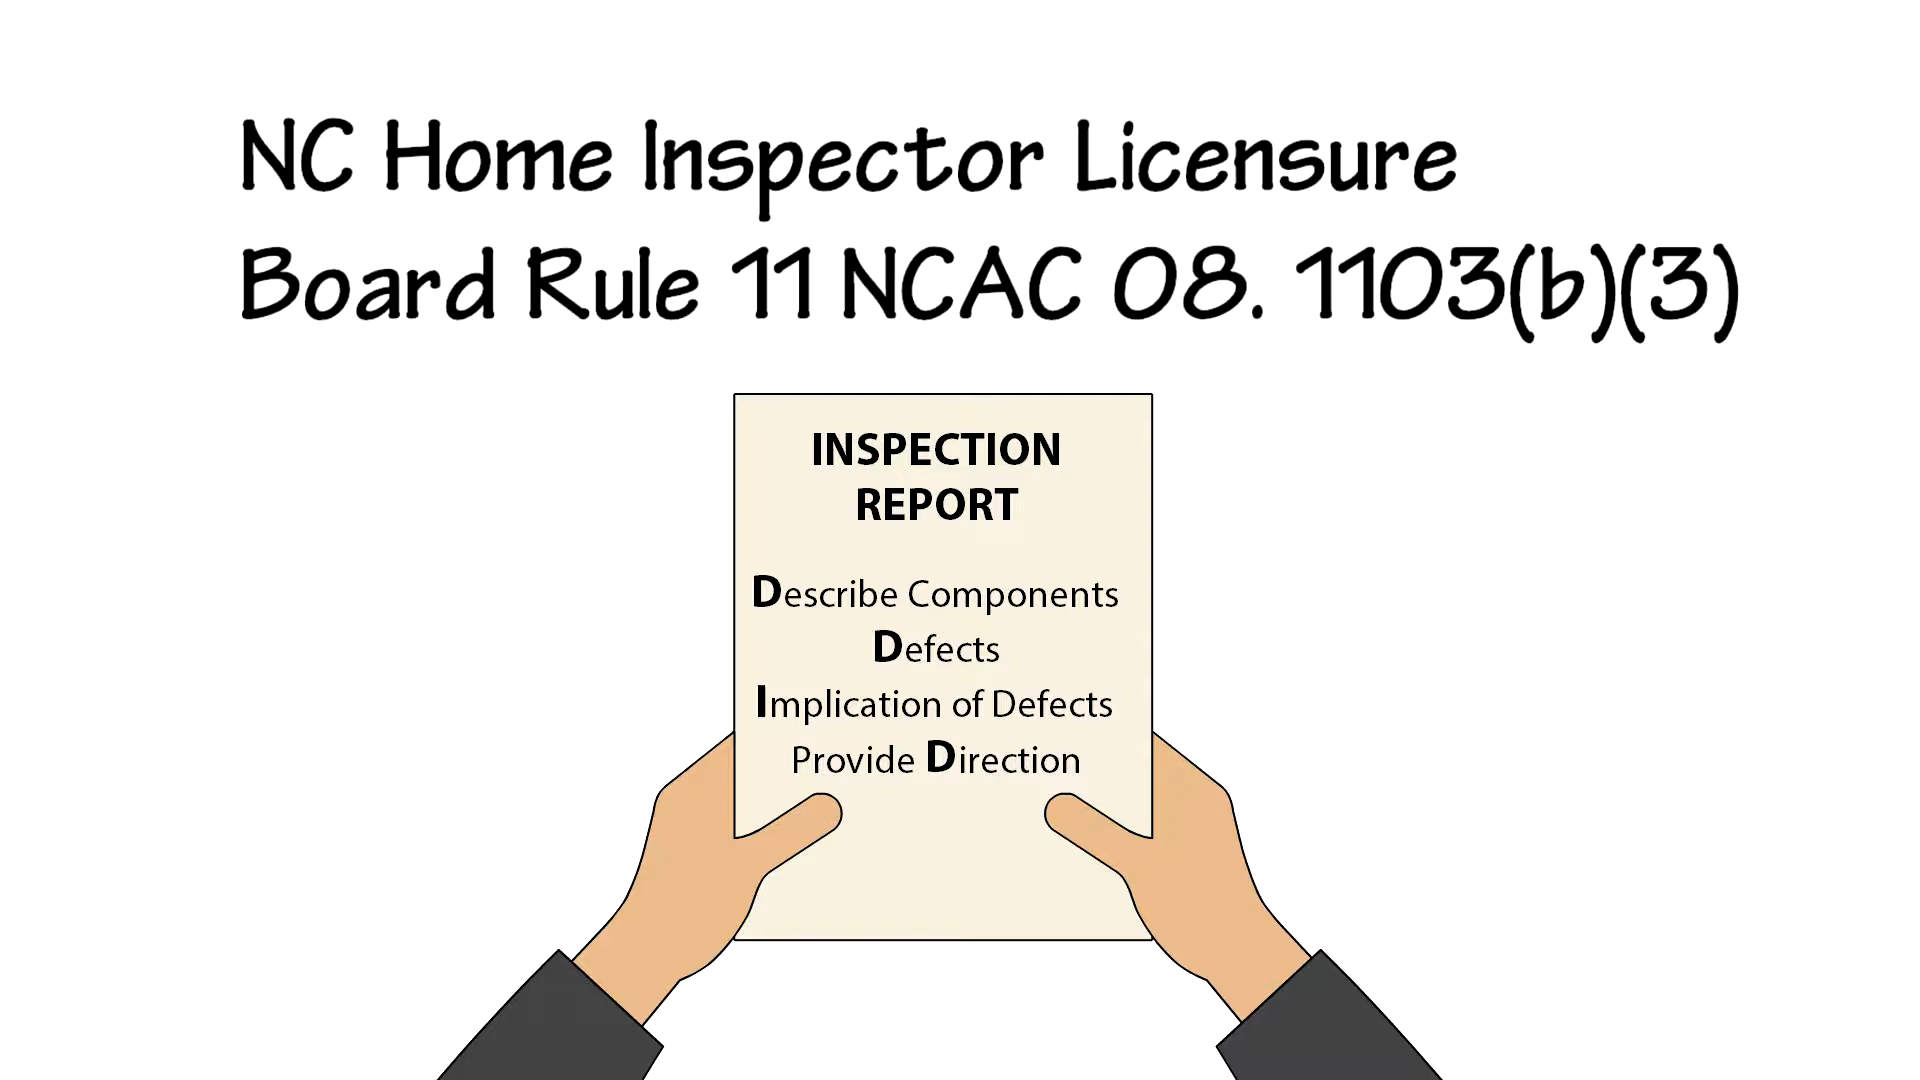 NC Home Inspector Licensure
Board Rule 11 NCAC 08. 1103(b)(3)
INSPECTION
REPORT
Describe Components
Defects
Implication of Defects
Provide Direction